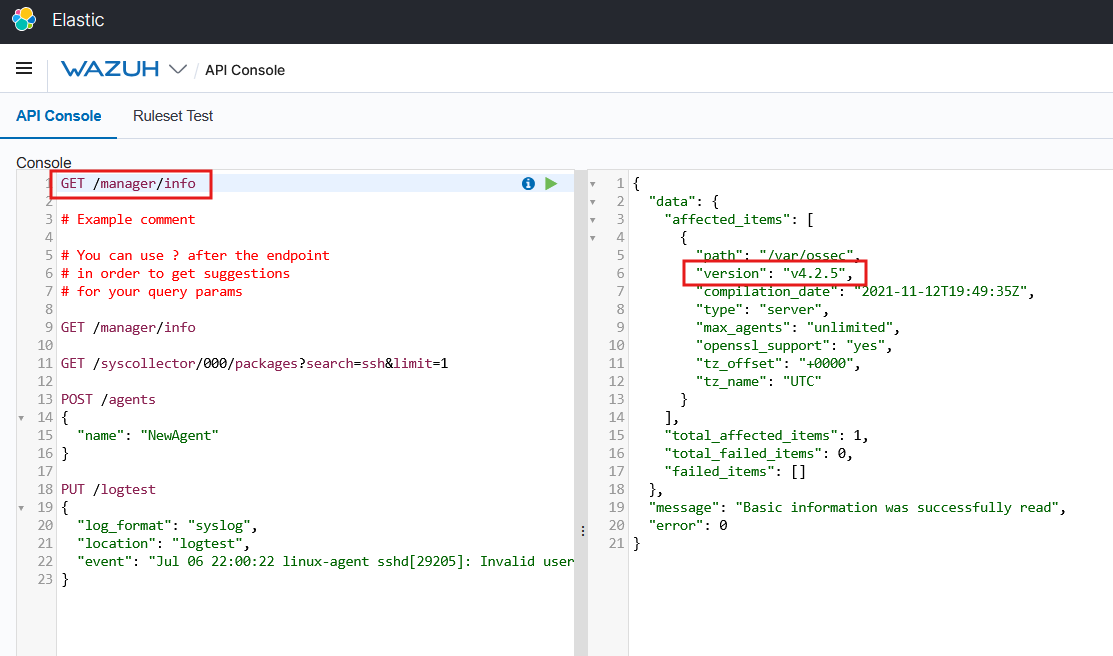 Elastic
WAZUH / API Console
API Console Ruleset Test
Console
1 GET /manager/info
2
3 # Example comment
4
5 # You can use ? after the endpoint
6 # in order to get suggestions
7 # for your query params
8
9 GET /manager/info
10
11 GET /syscollector/000/packages?search=ssh&limit=1
12
13 POST /agents
14 {
15 "name": "NewAgent"
16 }
17
18 PUT /logtest
19 {
20 "log_format": "syslog",
21 "location": "logtest",
22 "event": "Jul 06 22:00:22 linux-agent sshd[29205]: Invalid user
23 }
1 {
2 "data": {
3 "affected_items": [
4 {
5 "path": "/var/ossec",
6 "version": "v4.2.5",
7 "compilation_date": "2021-11-12T19:49:35Z",
8 "type": "server",
9 "max_agents": "unlimited",
10 "openssl_support": "yes",
11 "tz_offset": "+0000",
12 "tz_name": "UTC"
13 }
14 ],
15 "total_affected_items": 1,
16 "total_failed_items": 0,
17 "failed_items": []
18 },
19 "message": "Basic information was successfully read",
20 "error": 0
21 }